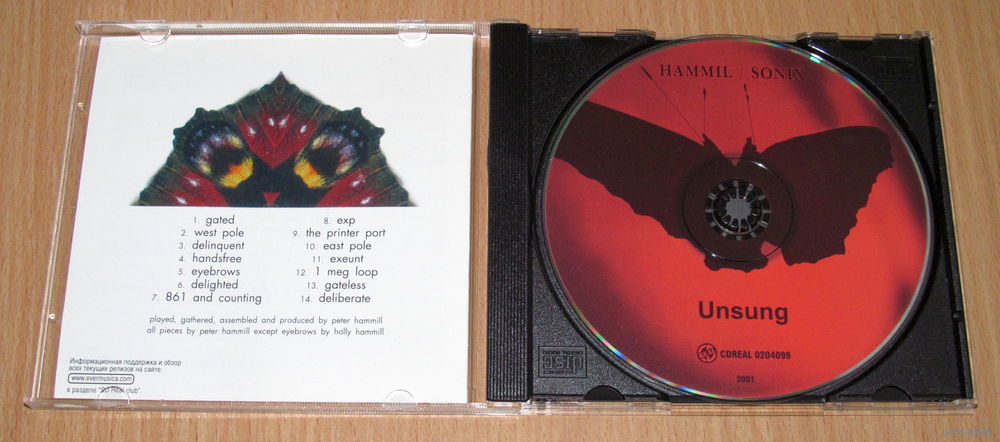 1. gated
2. west pole
3. delinquent
4. handsfree
5. eyebrows
6. delighted
7. 861 and counting
8. exp
9. the printer port
10. east pole
11. exeunt
12. 1 meg loop
13. gateless
14. deliberate
played, gathered, assembled and produced by peter hammill
all pieces by peter hammill except eyebrows by holly hammill
Информационная поддержка и обзор
всех текущих релизов на сайте:
www.evermusica.com
в разделе
HAMMIL / SONIX
Unsung
CDREAL 0204096
2001